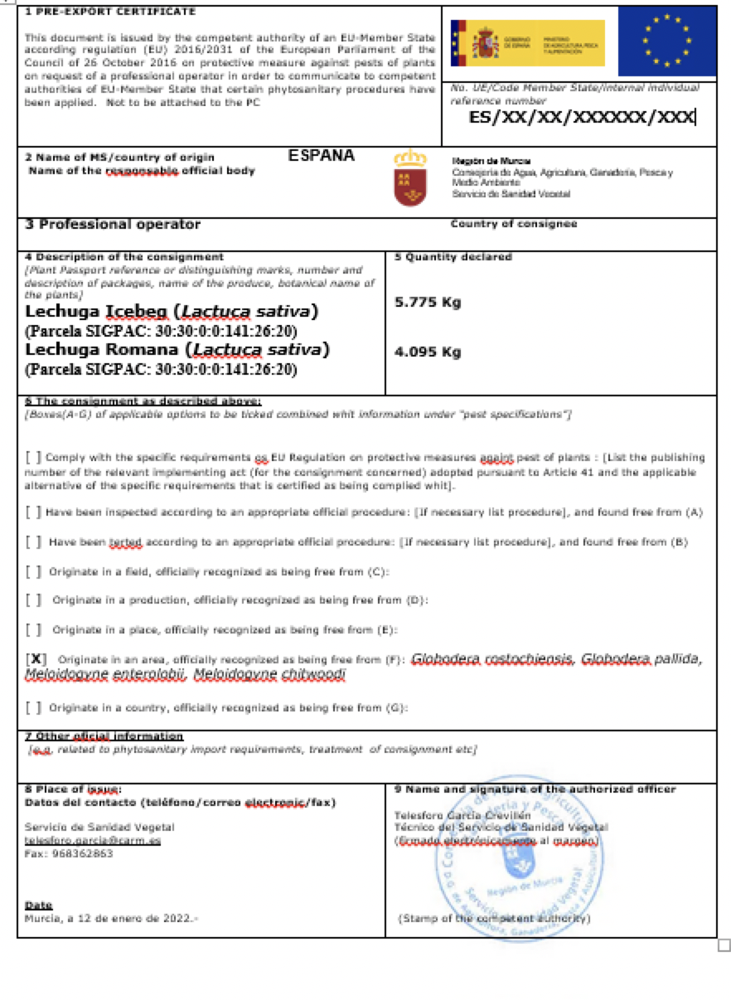 1 PRE-EXPORT CERTIFICATE
This document is issued by the competent authority of an EU-Member State
according regulation (EU) 2016/2031 of the European Parliament of the
Council of 26 October 2016 on protective measure against pests of plants
on request of a professional operator in order to communicate to competent
authorities of EU-Member State that certain phytosanitary procedures have
been applied. Not to be attached to the PC
GOBIERNO
DE ESPAÑA
MINISTERIO
DE AGRICULTURA, PESCA
Y ALIMENTACIÓN
No. UE/Code Member State/internal individual
reference number
ES/XX/XX/XXXXXX/XXX
2 Name of MS/country of origin
Name of the responsable official body
ESPANA
Región de Murcia
Consejería de Agua, Agricultura, Ganadería, Pesca y
Medio Ambiente
Servicio de Sanidad Vegetal
3 Professional operator
Country of consignee
4 Description of the consignment
[Plant Passport reference or distinguishing marks, number and
description of packages, name of the produce, botanical name of
the plants]
Lechuga Icebeg (Lactuca sativa)
(Parcela SIGPAC: 30:30:0:0:141:26:20)
Lechuga Romana (Lactuca sativa)
(Parcela SIGPAC: 30:30:0:0:141:26:20)
5 Quantity declared
5.775 Kg
4.095 Kg
6 The consignment as described above:
[Boxes(A-G) of applicable options to be ticked combined whit information under "pest specifications"]
[ ] Comply with the specific requirements os EU Regulation on protective measures againt pest of plants : [List the publishing
number of the relevant implementing act (for the consignment concerned) adopted pursuant to Article 41 and the applicable
alternative of the specific requirements that is certified as being complied whit].
[ ] Have been inspected according to an appropriate official procedure: [If necessary list procedure], and found free from (A)
[ ] Have been terted according to an appropriate official procedure: [If necessary list procedure], and found free from (B)
[ ] Originate in a field, officially recognized as being free from (C):
[ ] Originate in a production, officially recognized as being free from (D):
[ ] Originate in a place, officially recognized as being free from (E):
[X] Originate in an area, officially recognized as being free from (F): Globodera rostochiensis, Globodera pallida,
Meloidogyne enterolobii, Meloidogyne chitwoodi
[ ] Originate in a country, officially recognized as being free from (G):
7 Other oficial information
[e.g. related to phytosanitary import requirements, treatment of consignment etc]
8 Place of issue:
Datos del contacto (teléfono/correo electronic/fax)
Servicio de Sanidad Vegetal
telesforo.garcia@carm.es
Fax: 968362863
Date
Murcia, a 12 de enero de 2022.-
9 Name and signature of the authorized officer
Telesforo García Crevillén
Técnico del Servicio de Sanidad Vegetal
(firmado electrónicamente al margen)
Región de Murcia
Servicio de Sanidad Vegetal
(Stamp of the competent authority)